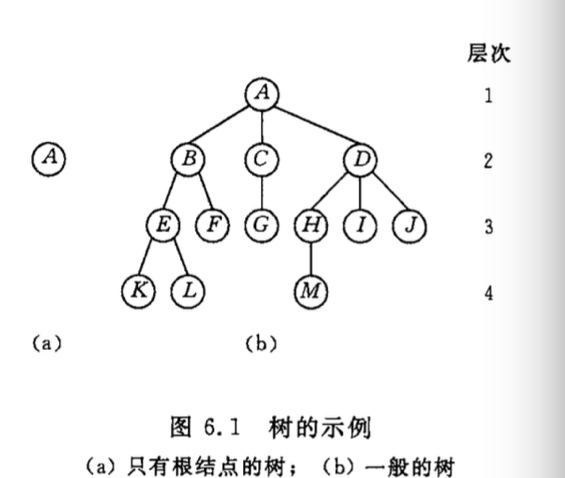 层次
A 1
A B C D 2
E F G H I J 3
K L M 4
(a) (b)
图 6.1 树的示例
(a) 只有根结点的树; (b) 一般的树